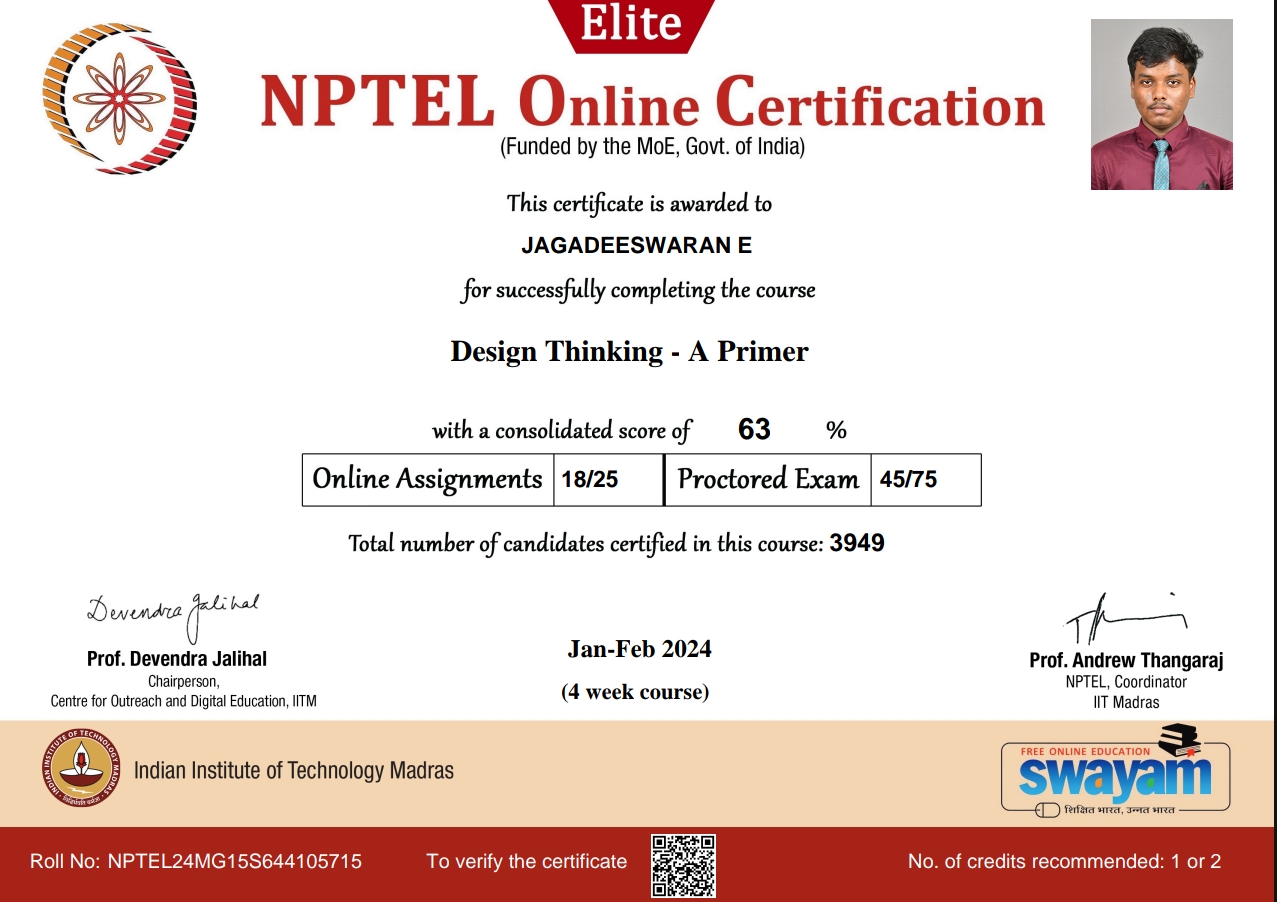 Elite
NPTEL Online Certification
(Funded by the MoE, Govt. of India)
This certificate is awarded to
JAGADEESWARAN E
for successfully completing the course
Design Thinking - A Primer
with a consolidated score of 63 %
Online Assignments 18/25 Proctored Exam 45/75
Total number of candidates certified in this course: 3949
Devendra Jalihal
Prof. Devendra Jalihal
Chairperson,
Centre for Outreach and Digital Education, IITM
Jan-Feb 2024
(4 week course)
Prof. Andrew Thangaraj
NPTEL, Coordinator
IIT Madras
INDIAN INSTITUTE OF TECHNOLOGY MADRAS
Indian Institute of Technology Madras
FREE ONLINE EDUCATION
swayam
शिक्षित भारत, उन्नत भारत
Roll No: NPTEL24MG15S644105715
To verify the certificate
No. of credits recommended: 1 or 2